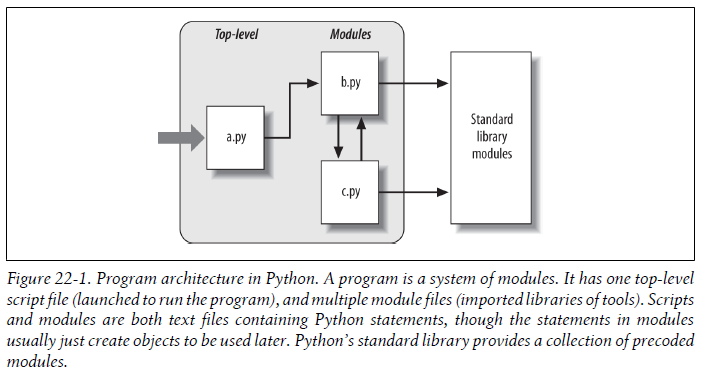 Top-level
Modules
b.py
a.py
c.py
Standard
library
modules
Figure 22-1. Program architecture in Python. A program is a system of modules. It has one top-level
script file (launched to run the program), and multiple module files (imported libraries of tools). Scripts
and modules are both text files containing Python statements, though the statements in modules
usually just create objects to be used later. Python’s standard library provides a collection of precoded
modules.